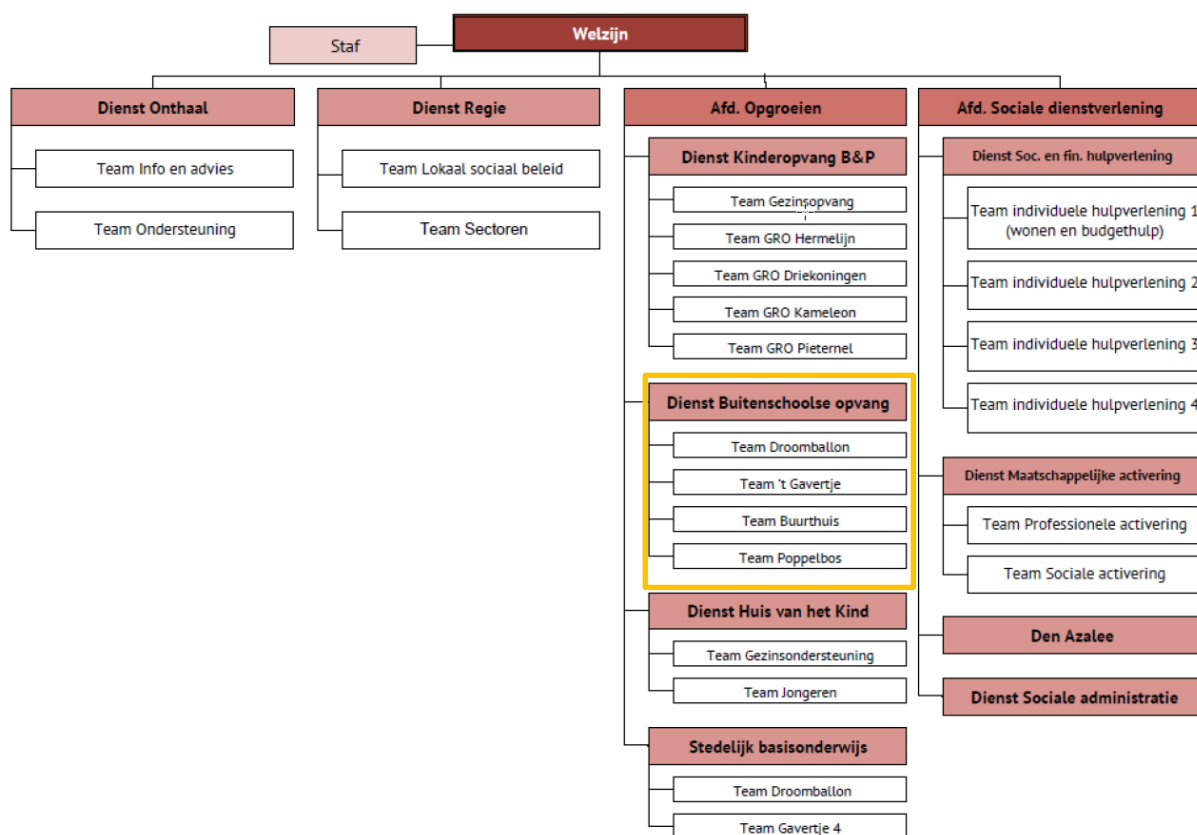 Welzijn
Staf
Dienst Onthaal
Team Info en advies
Team Ondersteuning
Dienst Regie
Team Lokaal sociaal beleid
Team Sectoren
Afd. Opgroeien
Dienst Kinderopvang B&P
Team Gezinsopvang
Team GRO Hermelijn
Team GRO Driekoningen
Team GRO Kameleon
Team GRO Pieternel
Dienst Buitenschoolse opvang
Team Droomballon
Team 't Gavertje
Team Buurthuis
Team Poppelbos
Dienst Huis van het Kind
Team Gezinsondersteuning
Team Jongeren
Stedelijk basisonderwijs
Team Droomballon
Team Gavertje 4
Afd. Sociale dienstverlening
Dienst Soc. en fin. hulpverlening
Team individuele hulpverlening 1
(wonen en budgethulp)
Team individuele hulpverlening 2
Team individuele hulpverlening 3
Team individuele hulpverlening 4
Dienst Maatschappelijke activering
Team Professionele activering
Team Sociale activering
Den Azalee
Dienst Sociale administratie